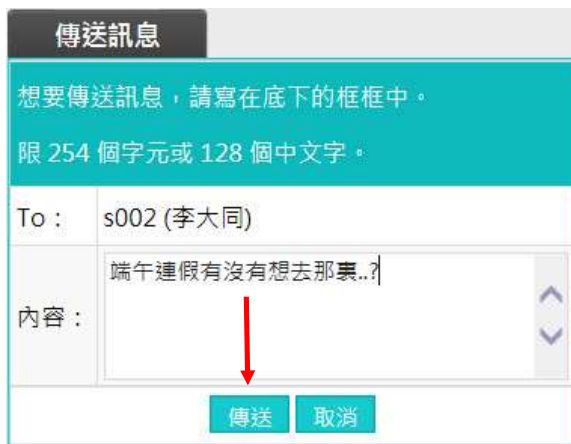 傳送訊息
想要傳送訊息，請寫在底下的框框中。
限 254 個字元或 128 個中文字。
To： s002 (李大同)
端午連假有沒有想去那裏..?
內容：
傳送 取消